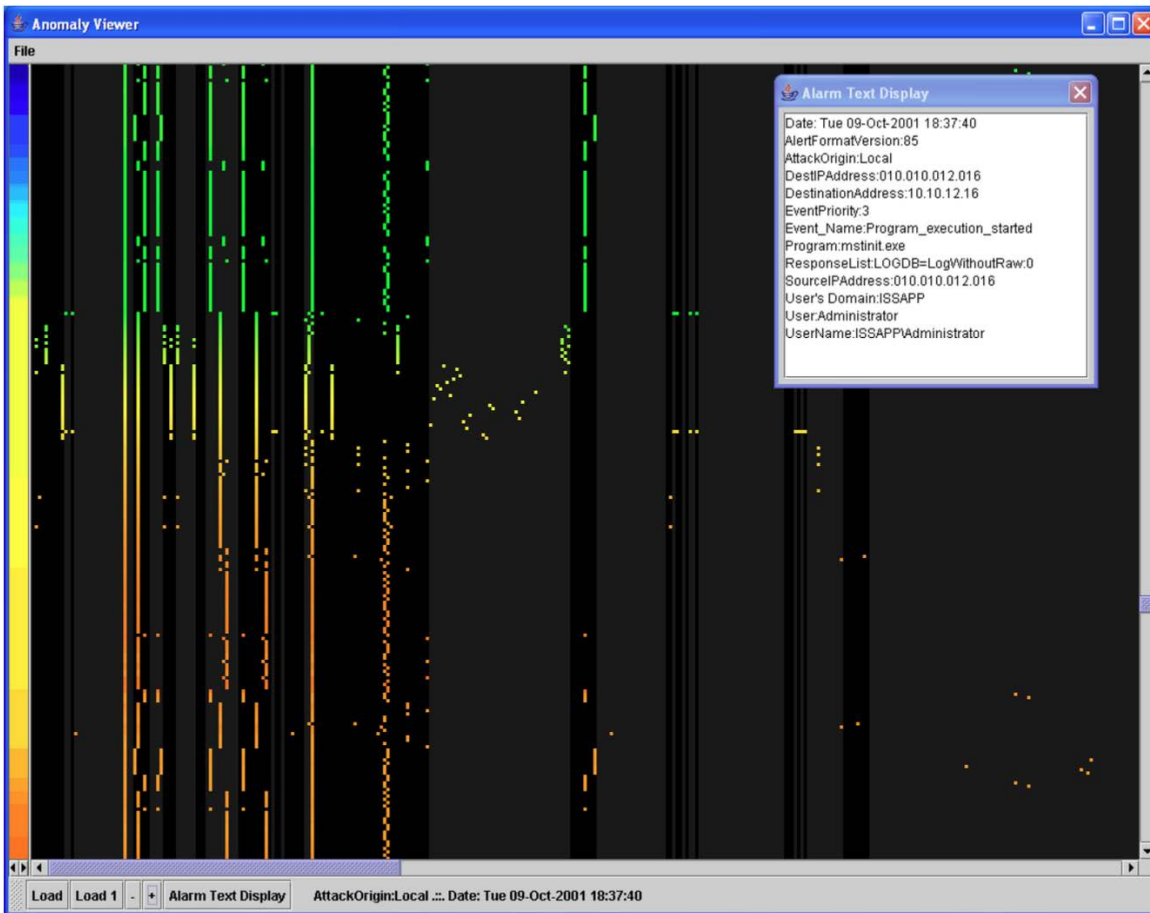 Anomaly Viewer
File
Alarm Text Display
Date: Tue 09-Oct-2001 18:37:40
AlertFormatVersion:85
AttackOrigin:Local
DestIPAddress:010.010.012.016
DestinationAddress:10.10.12.16
EventPriority:3
Event_Name:Program_execution_started
Program:mstinit.exe
ResponseList:LOGDB=LogWithoutRaw:0
SourceIPAddress:010.010.012.016
User's Domain:ISSAPP
User:Administrator
UserName:ISSAPP\Administrator
Load Load 1 - + Alarm Text Display AttackOrigin:Local .::. Date: Tue 09-Oct-2001 18:37:40